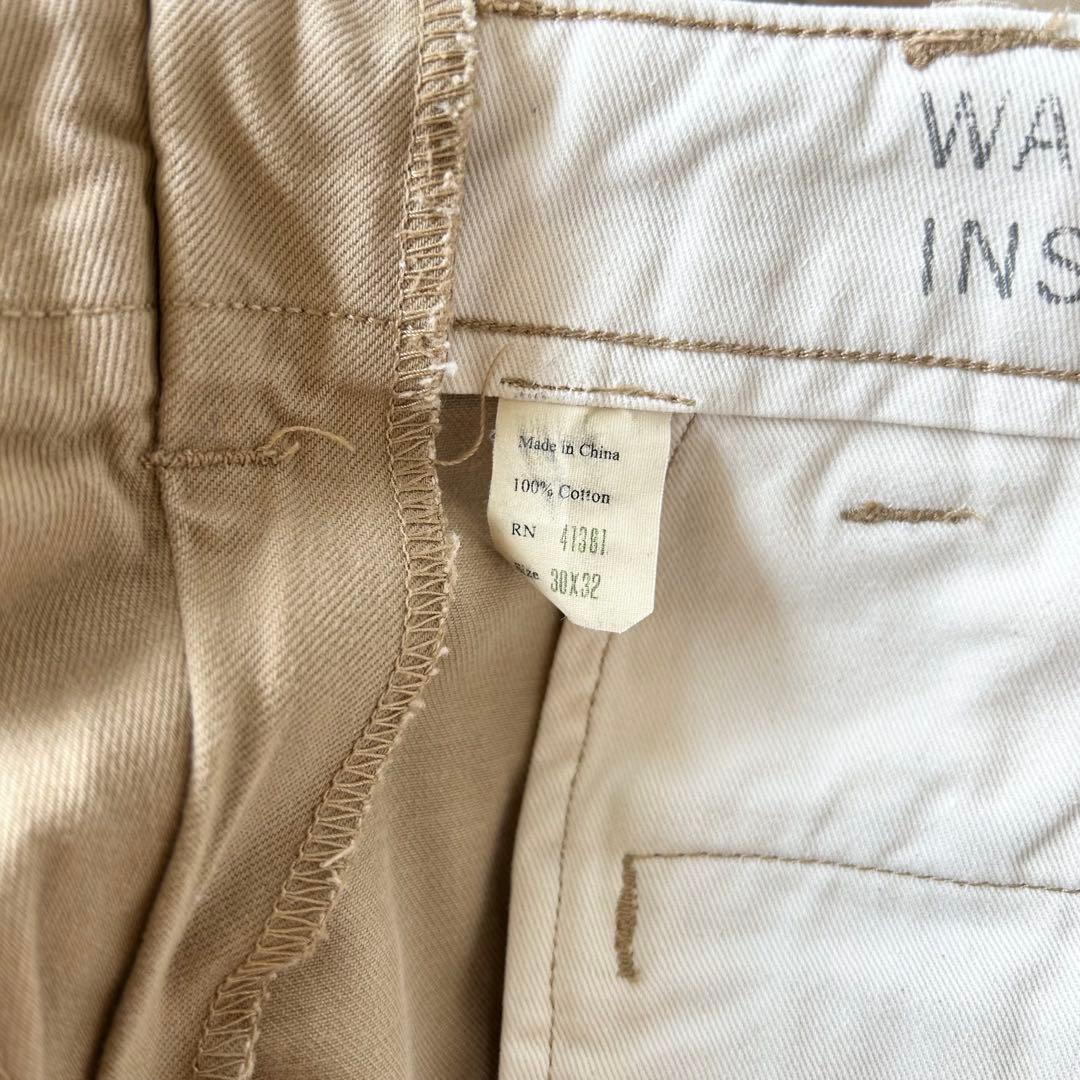 WA
INS
Made in China
100% Cotton
RN 41381
Size 30X32